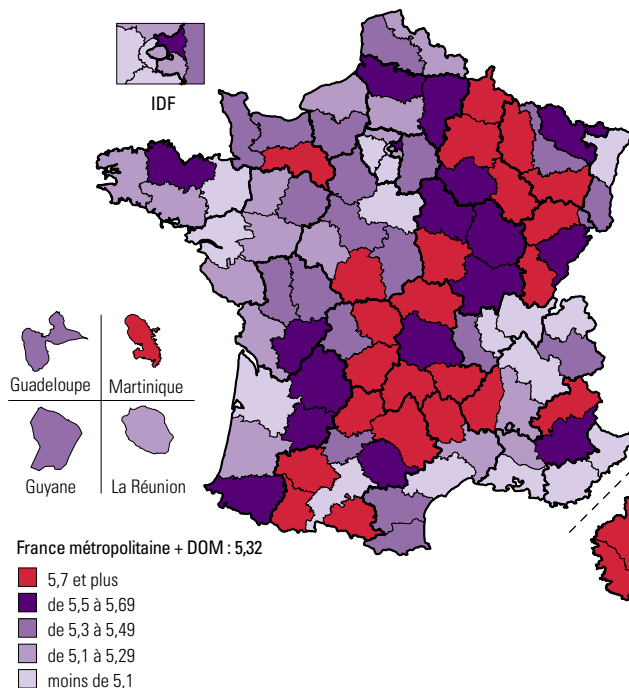 IDF
Guadeloupe
Martinique
Guyane
La Réunion
France métropolitaine + DOM : 5,32
5,7 et plus
de 5,5 à 5,69
de 5,3 à 5,49
de 5,1 à 5,29
moins de 5,1